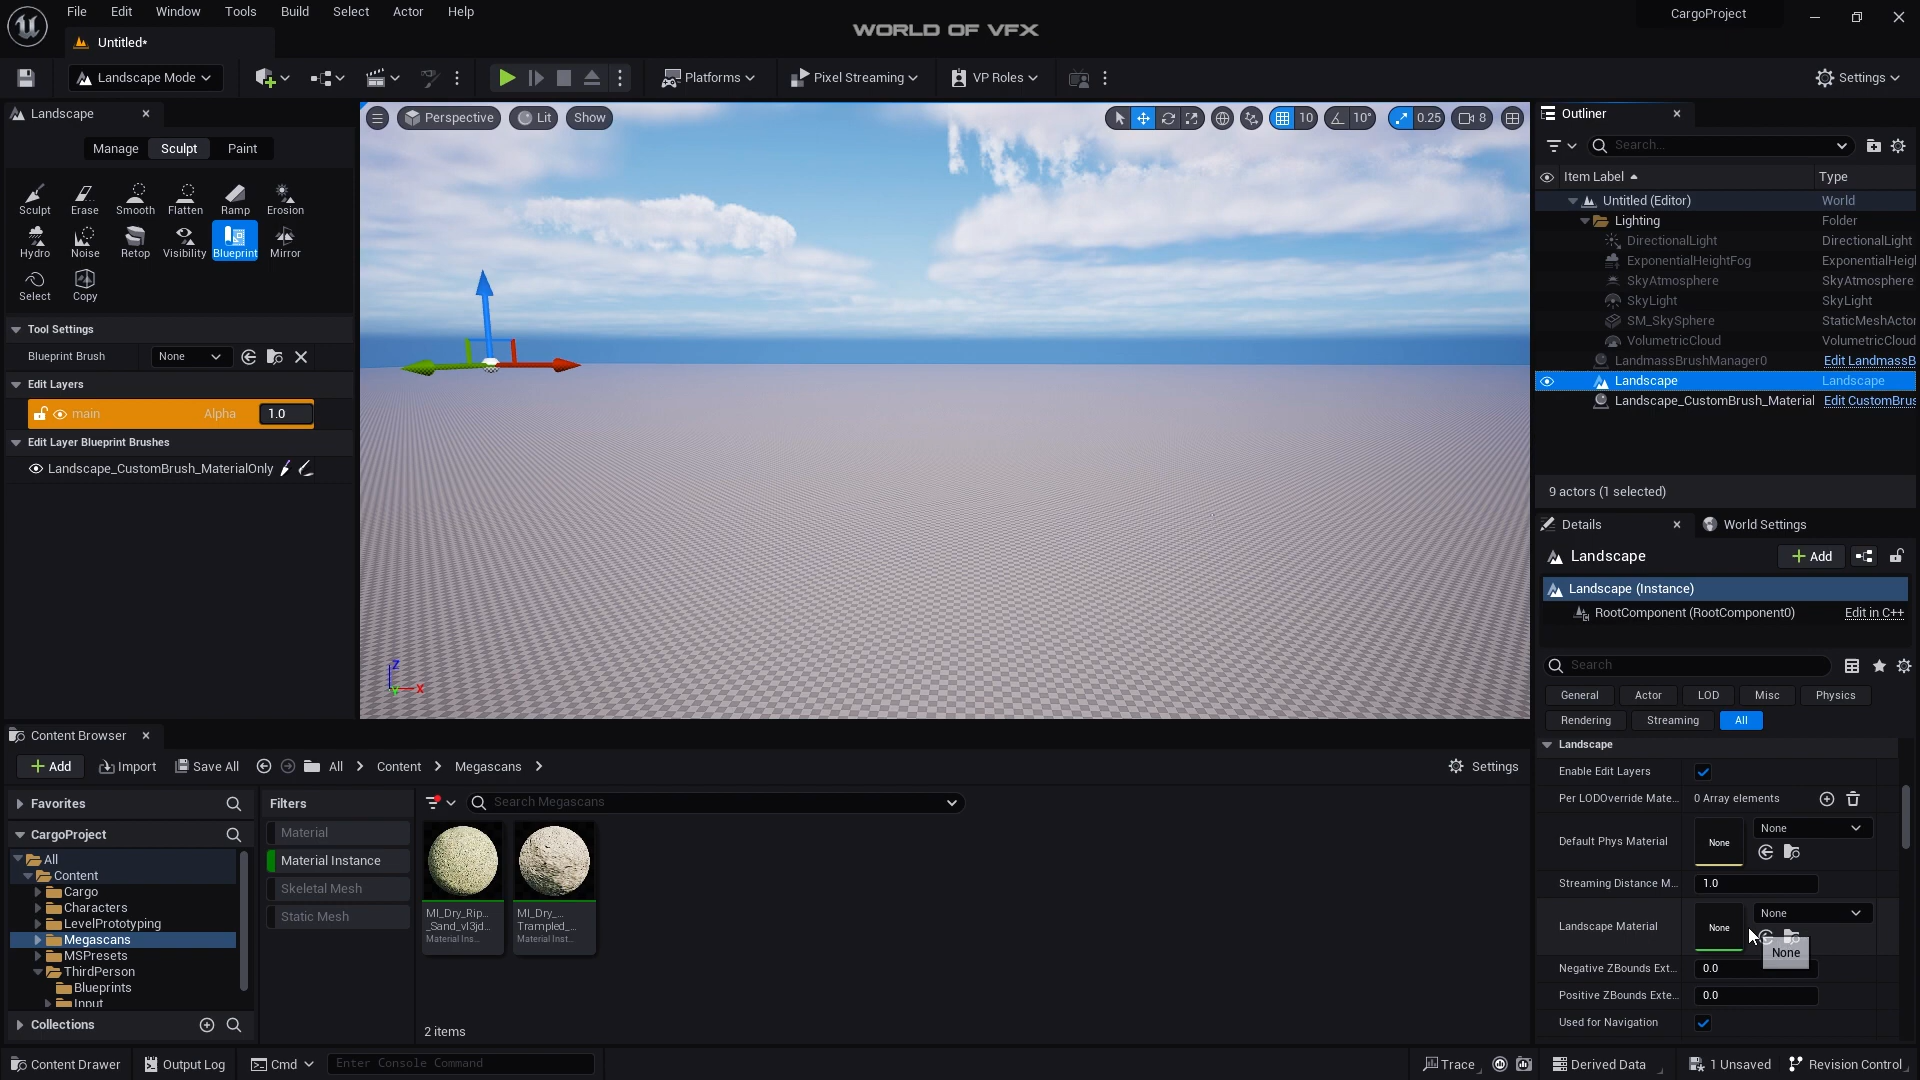 File Edit Window Tools Build Select Actor Help
WORLD OF VFX
CargoProject
Untitled*
Landscape Mode
Platforms
Pixel Streaming
VP Roles
Settings
Landscape
Manage Sculpt Paint
Sculpt Erase Smooth Flatten Ramp Erosion
Hydro Noise Retop Visibility Blueprint Mirror
Select Copy
Tool Settings
Blueprint Brush None
Edit Layers
main Alpha 1.0
Edit Layer Blueprint Brushes
Landscape_CustomBrush_MaterialOnly
Perspective Lit Show
10 10° 0.25 8
Z
Y X
Outliner
Search...
Item Label Type
Untitled (Editor) World
Lighting Folder
DirectionalLight DirectionalLight
ExponentialHeightFog ExponentialHeigl
SkyAtmosphere SkyAtmosphere
SkyLight SkyLight
SM_SkySphere StaticMeshActor
VolumetricCloud VolumetricCloud
LandmassBrushManager0 Edit LandmassB
Landscape Landscape
Landscape_CustomBrush_Material Edit CustomBrus
9 actors (1 selected)
Details World Settings
Landscape Add
Landscape (Instance)
RootComponent (RootComponent0) Edit in C++
Search
General Actor LOD Misc Physics
Rendering Streaming All
Landscape
Enable Edit Layers
Per LODOverride Mate... 0 Array elements
Default Phys Material None None
Streaming Distance M... 1.0
Landscape Material None None
None
Negative ZBounds Ext... 0.0
Positive ZBounds Exte... 0.0
Used for Navigation
Content Browser
Add Import Save All All Content Megascans Settings
Favorites
CargoProject
All
Content
Cargo
Characters
LevelPrototyping
Megascans
MSPresets
ThirdPerson
Blueprints
Input
Collections
Filters
Material
Material Instance
Skeletal Mesh
Static Mesh
Search Megascans
MI_Dry_Rip...
_Sand_vl3jd...
Material Ins...
MI_Dry_...
Trampled_...
Material Inst...
2 items
Content Drawer Output Log Cmd Enter Console Command
Trace Derived Data 1 Unsaved Revision Control